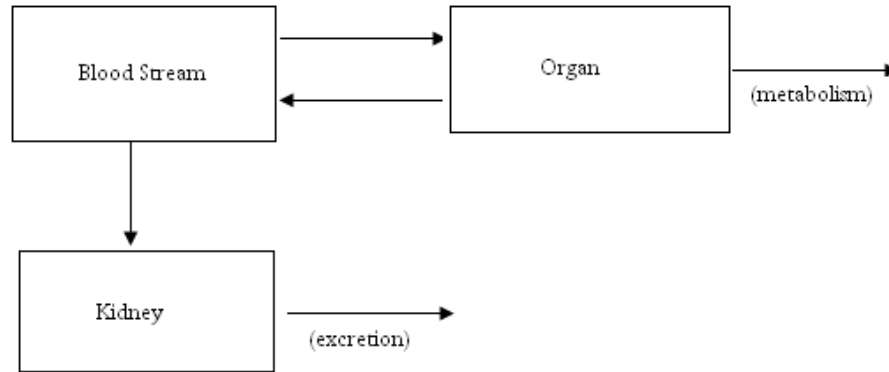 Blood Stream
Organ
(metabolism)
Kidney
(excretion)